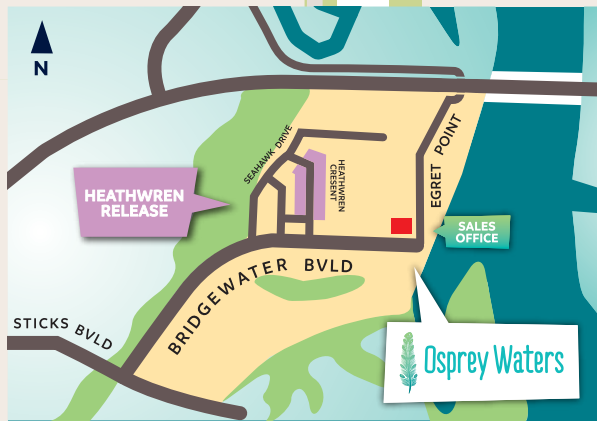 N
SEAHAWK DRIVE
HEATHWREN
CRESENT
EGRET POINT
HEATHWREN
RELEASE
SALES
OFFICE
BRIDGEWATER BVLD
STICKS BVLD
Osprey Waters